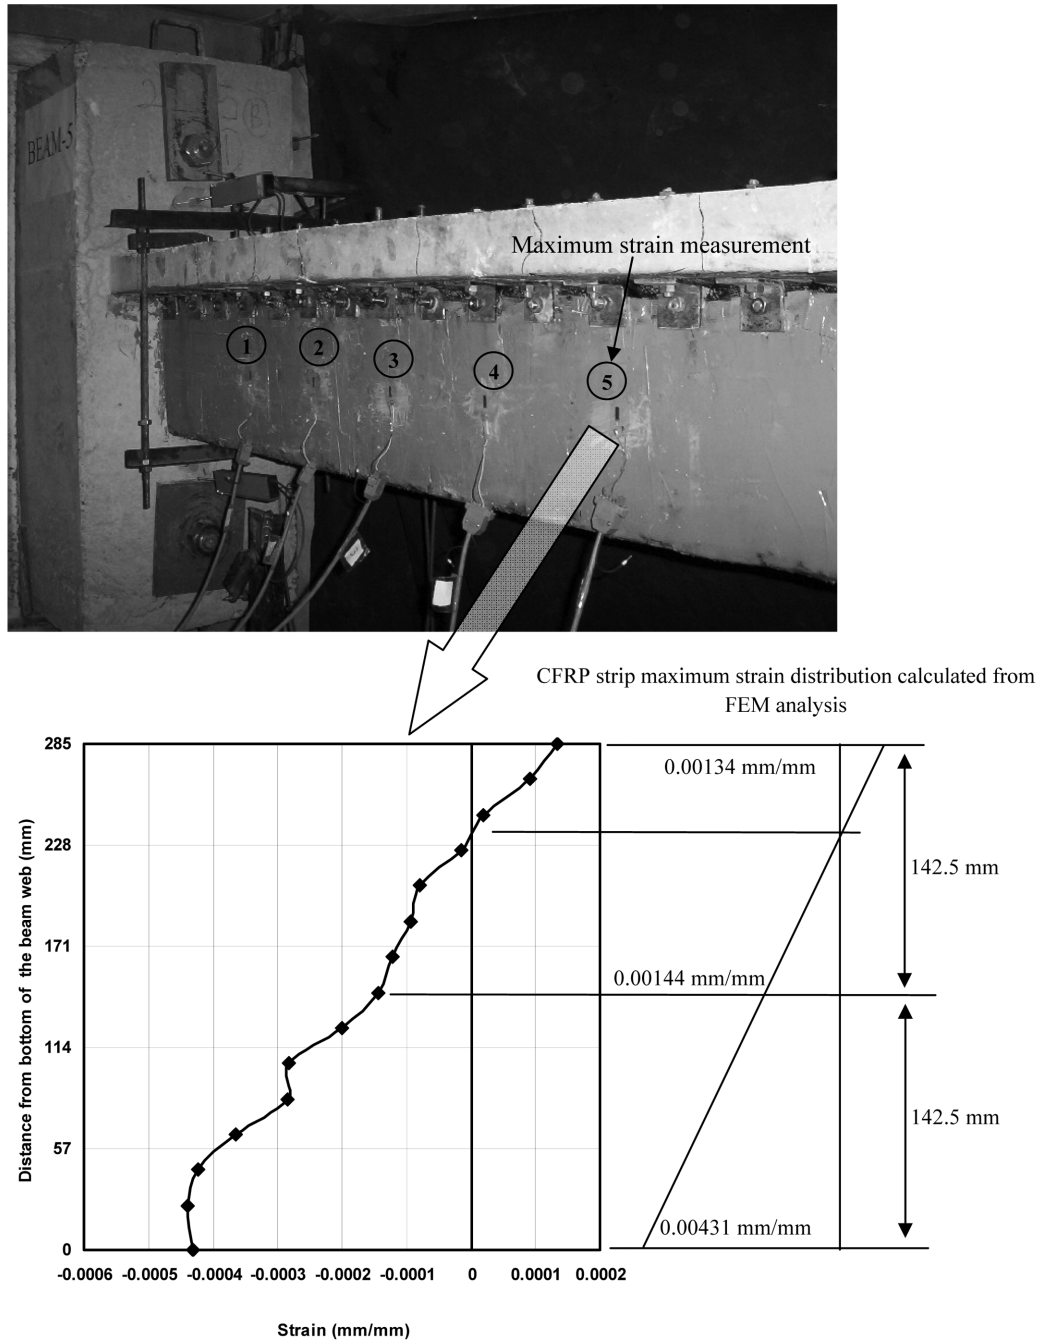 BEAM-5
B
Maximum strain measurement
1
2
3
4
5
CFRP strip maximum strain distribution calculated from
FEM analysis
285
228
171
114
57
0
Distance from bottom of the beam web (mm)
-0.0006 -0.0005 -0.0004 -0.0003 -0.0002 -0.0001 0 0.0001 0.0002
Strain (mm/mm)
0.00134 mm/mm
142.5 mm
0.00144 mm/mm
142.5 mm
0.00431 mm/mm